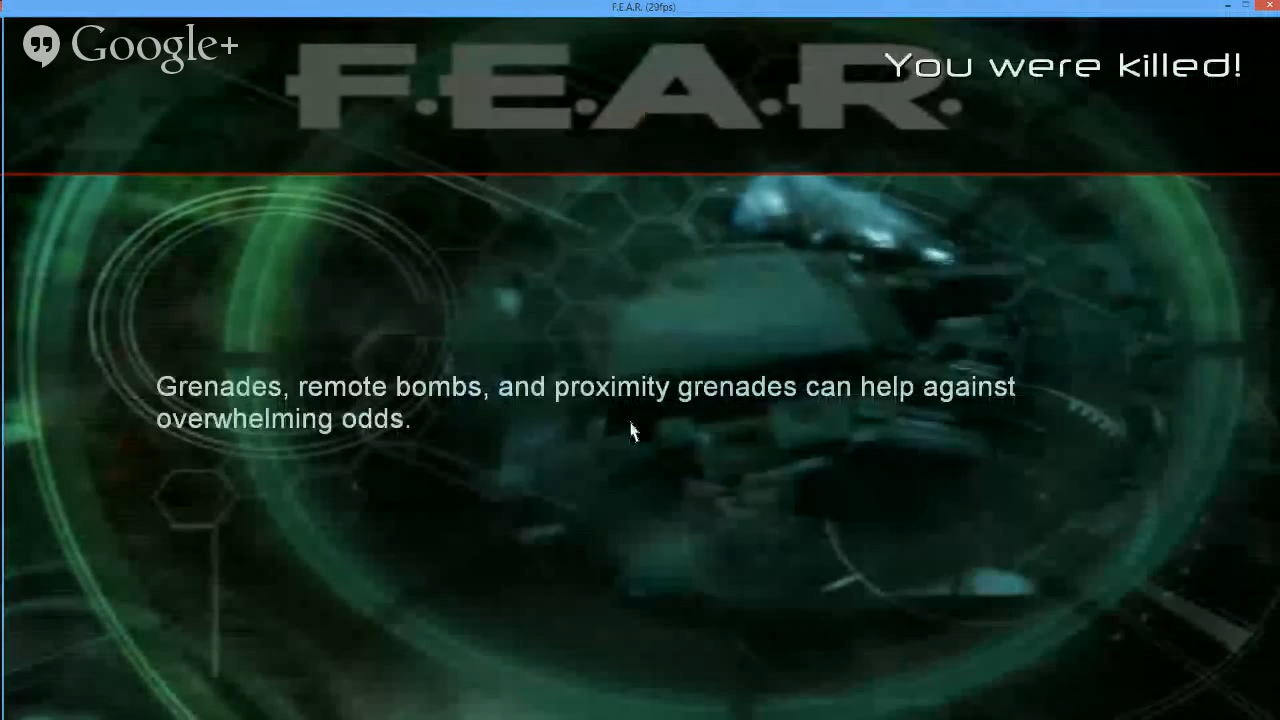 F.E.A.R. (29fps)
Google+
F.E.A.R.
You were killed!
Grenades, remote bombs, and proximity grenades can help against
overwhelming odds.